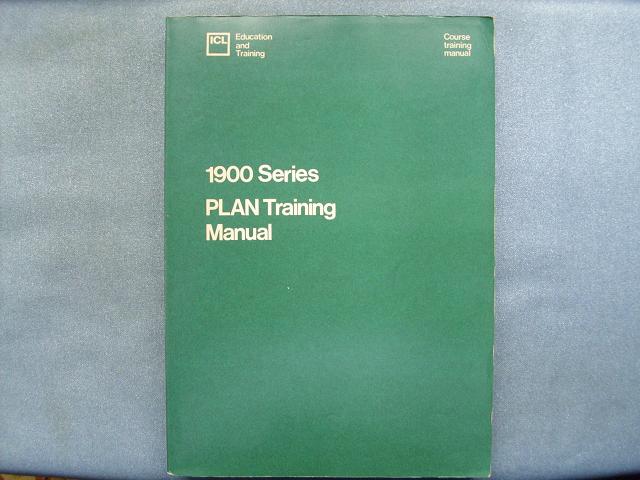 ICL
Education
and
Training
Course
training
manual
1900 Series
PLAN Training
Manual